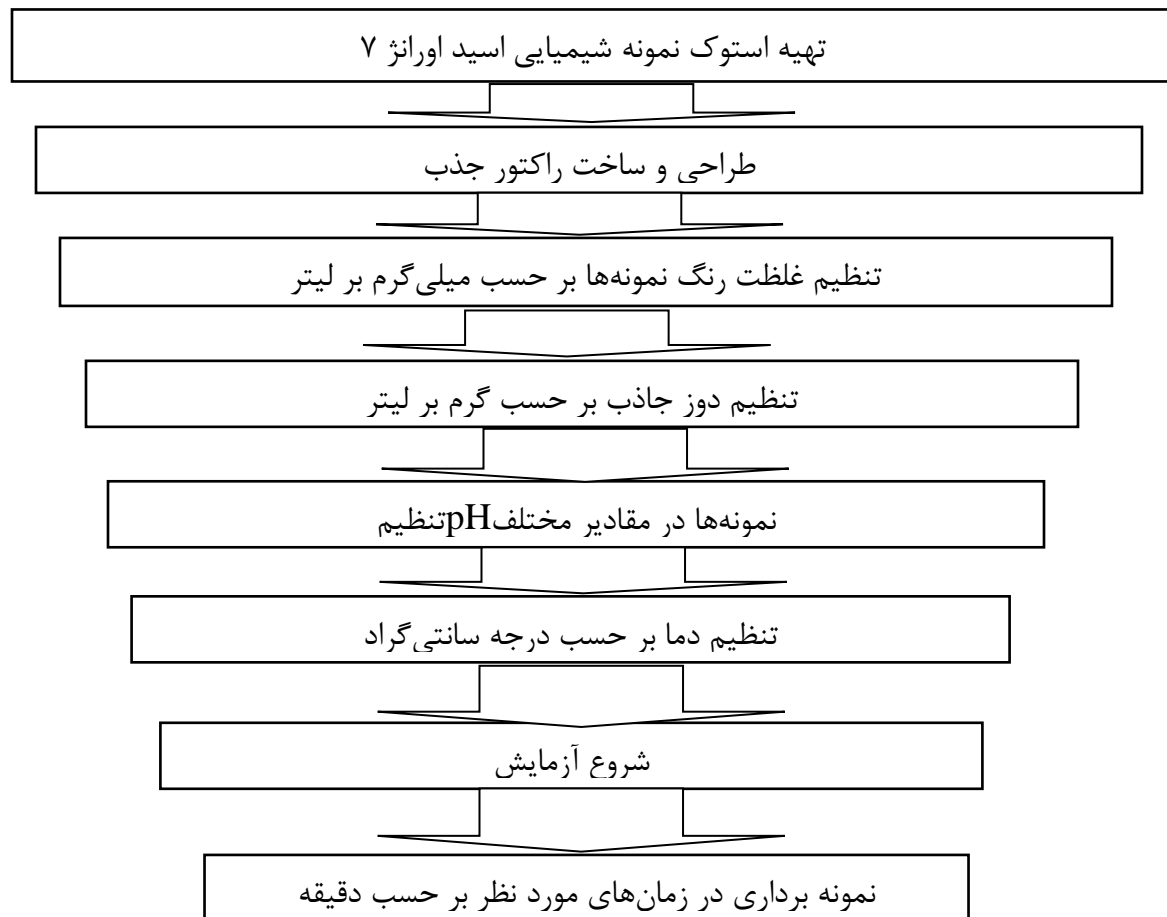 تهیه استوک نمونه شیمیایی اسید اورانژ ۷
طراحی و ساخت راکتور جذب
تنظیم غلظت رنگ نمونه‌ها بر حسب میلی‌گرم بر لیتر
تنظیم دوز جاذب بر حسب گرم بر لیتر
نمونه‌ها در مقادیر مختلفpHتنظیم
تنظیم دما بر حسب درجه سانتی‌گراد
شروع آزمایش
نمونه برداری در زمان‌های مورد نظر بر حسب دقیقه